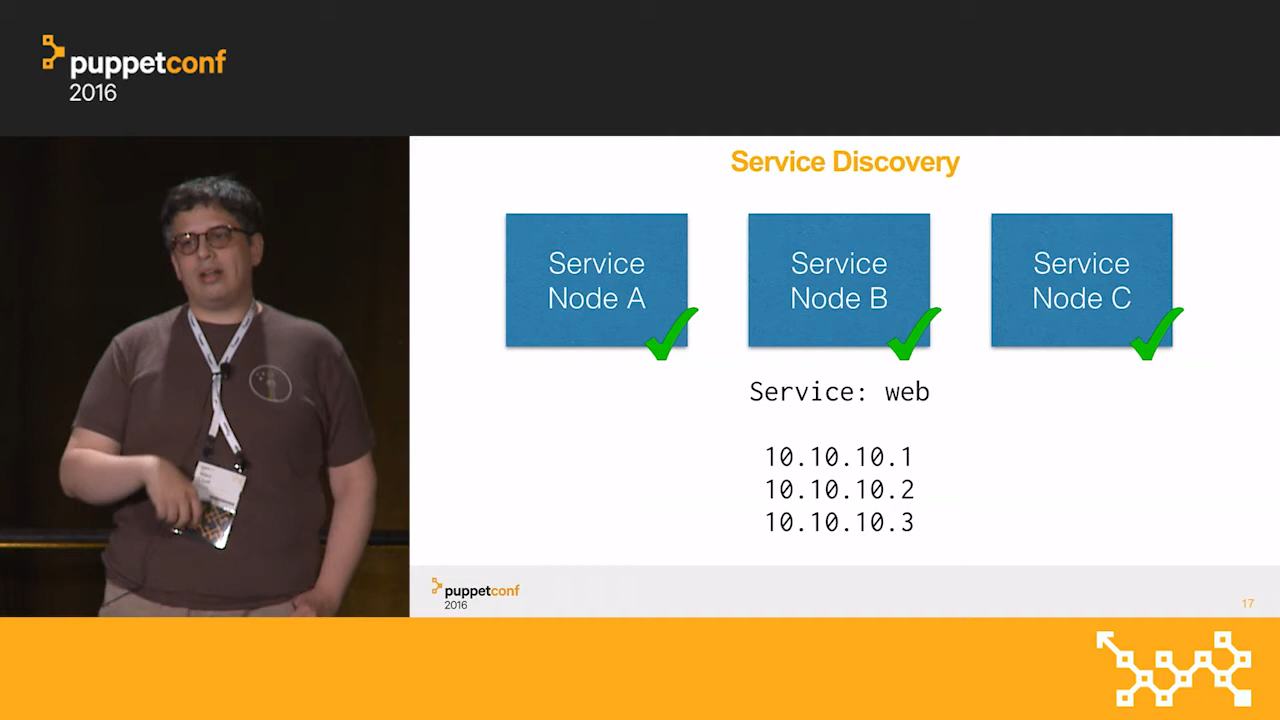 puppetconf
2016
Service Discovery
Service
Node A
Service
Node B
Service
Node C
Service: web
10.10.10.1
10.10.10.2
10.10.10.3
puppetconf
2016
17